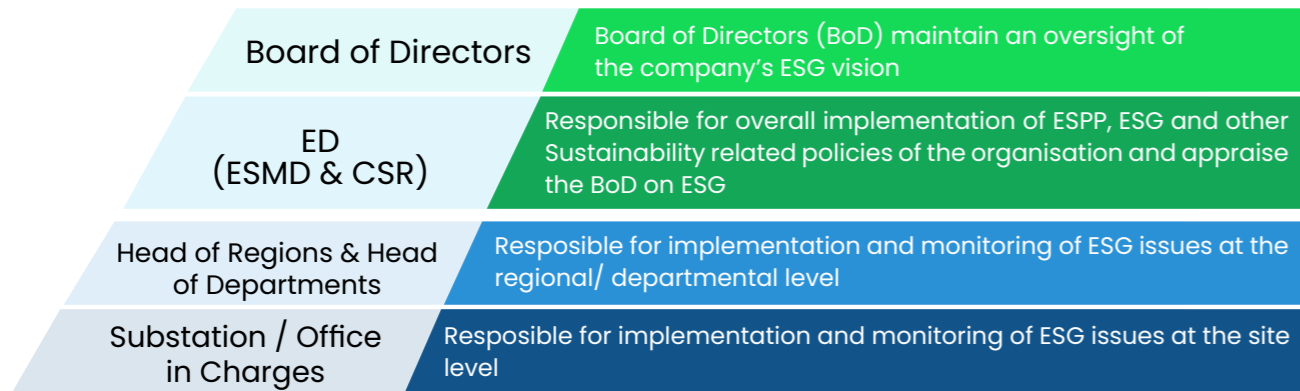 Board of Directors
Board of Directors (BoD) maintain an oversight of
the company's ESG vision
ED
(ESMD & CSR)
Responsible for overall implementation of ESPP, ESG and other
Sustainability related policies of the organisation and appraise
the BoD on ESG
Head of Regions & Head
of Departments
Resposible for implementation and monitoring of ESG issues at the
regional/ departmental level
Substation / Office
in Charges
Resposible for implementation and monitoring of ESG issues at the site
level